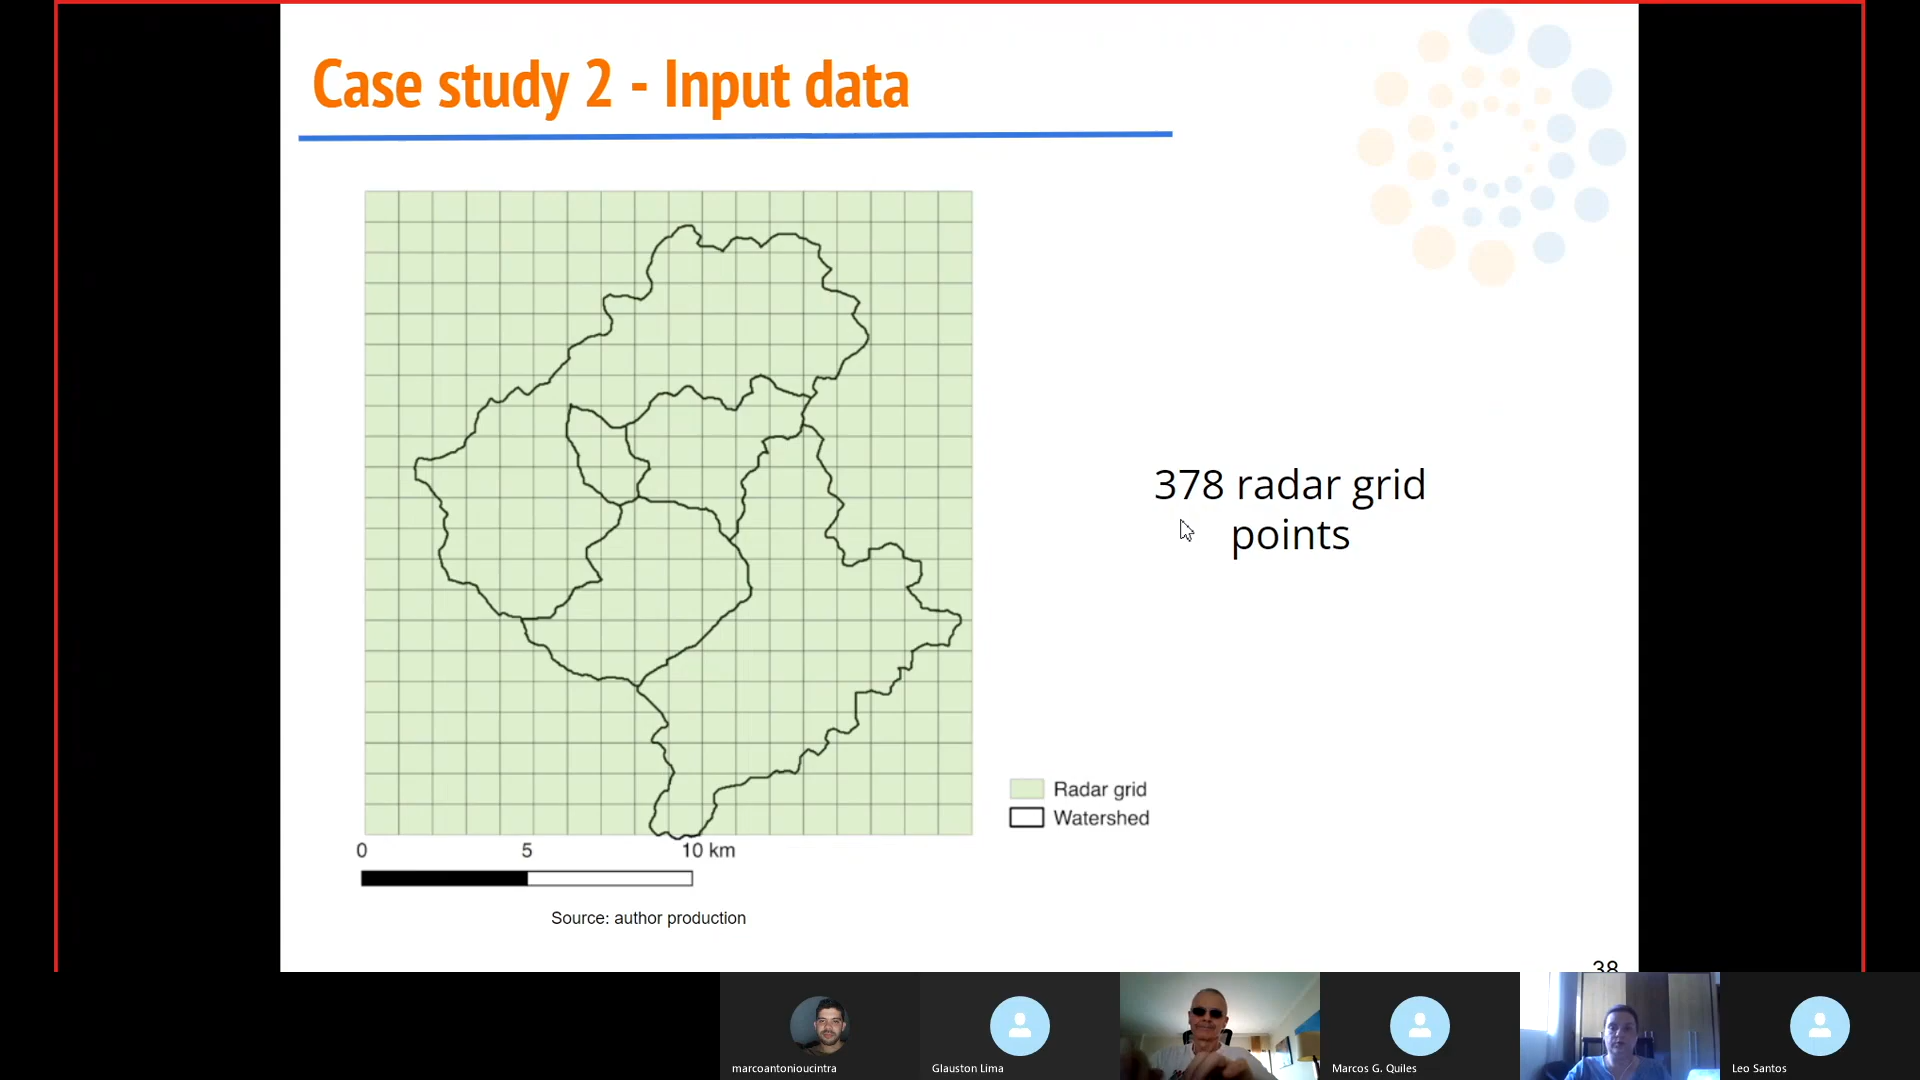 Case study 2 - Input data
378 radar grid
points
Radar grid
Watershed
0 5 10 km
Source: author production
38
marcoantonioucintra
Glauston Lima
Marcos G. Quiles
Leo Santos